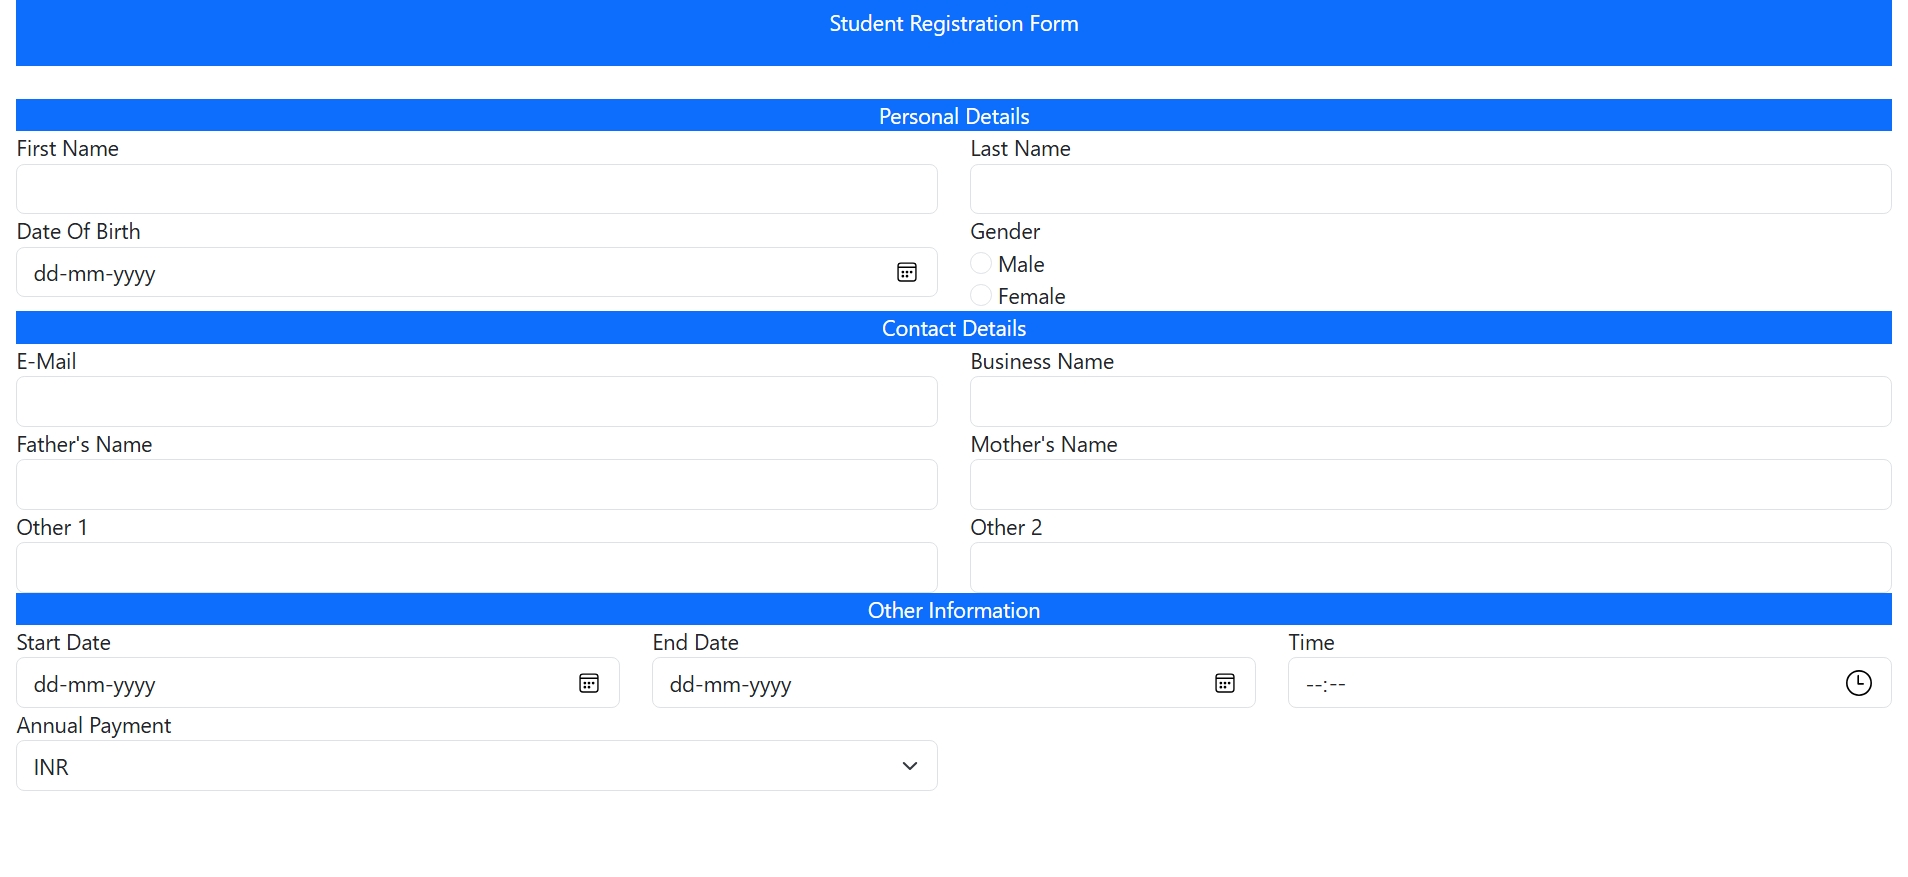 Student Registration Form
Personal Details
First Name
Last Name
Date Of Birth
Gender
dd-mm-yyyy
Male
Female
Contact Details
E-Mail
Business Name
Father's Name
Mother's Name
Other 1
Other 2
Other Information
Start Date
End Date
Time
dd-mm-yyyy
dd-mm-yyyy
--:--
Annual Payment
INR